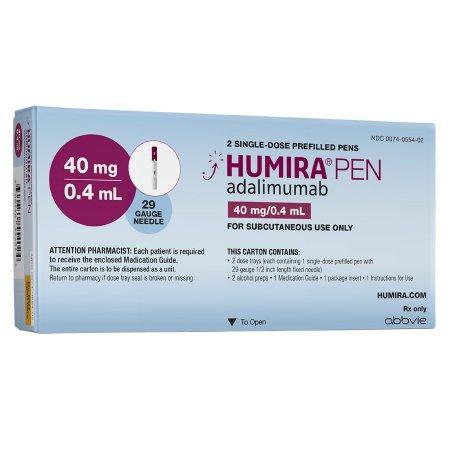 40 mg
0.4 mL
29
GAUGE
NEEDLE
ATTENTION PHARMACIST: Each patient is required
to receive the enclosed Medication Guide.
The entire carton is to be dispensed as a unit.
Return to pharmacy if dose tray seal is broken or missing.
NDC 0074-0554-02
2 SINGLE-DOSE PREFILLED PENS
HUMIRA® PEN
adalimumab
40 mg/0.4 mL
FOR SUBCUTANEOUS USE ONLY
THIS CARTON CONTAINS:
• 2 dose trays (each containing 1 single-dose prefilled pen with
29 gauge 1/2 inch length fixed needle)
• 2 alcohol preps • 1 Medication Guide • 1 package insert • 1 Instructions for Use
HUMIRA.COM
Rx only
abbvie
▼ To Open